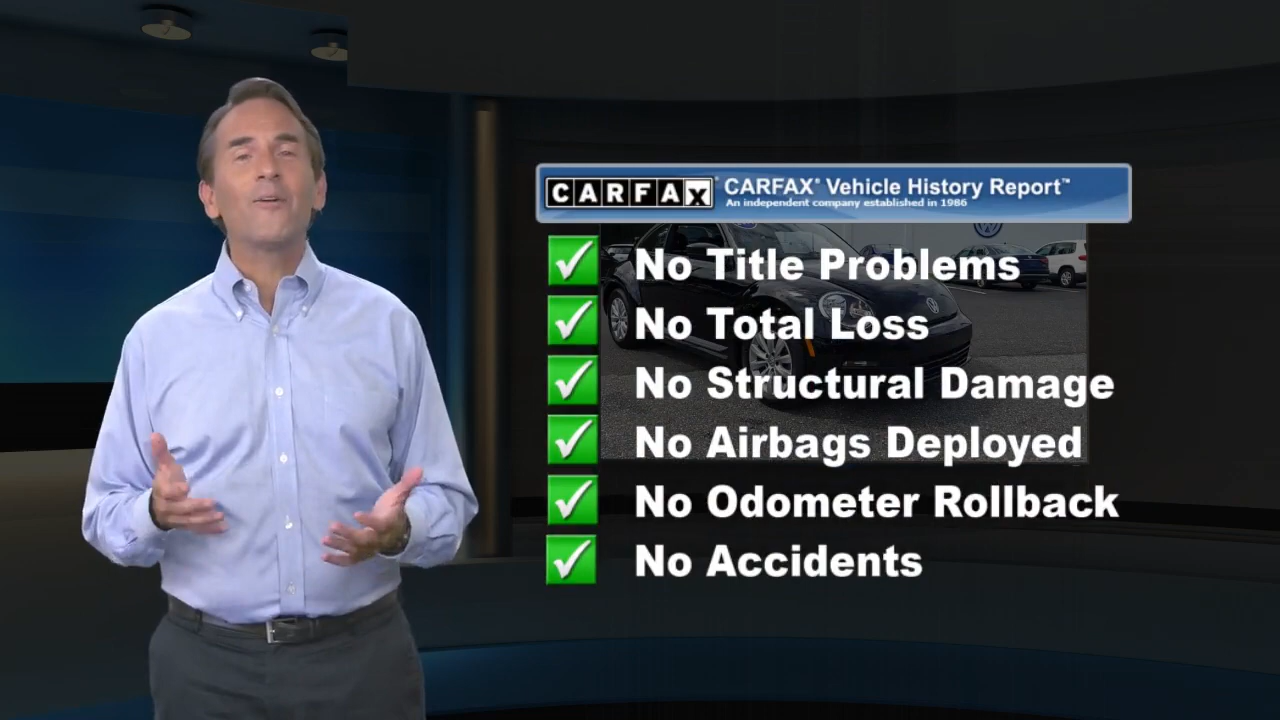 CARFAX® CARFAX® Vehicle History Report™
An independent company established in 1986
No Title Problems
No Total Loss
No Structural Damage
No Airbags Deployed
No Odometer Rollback
No Accidents